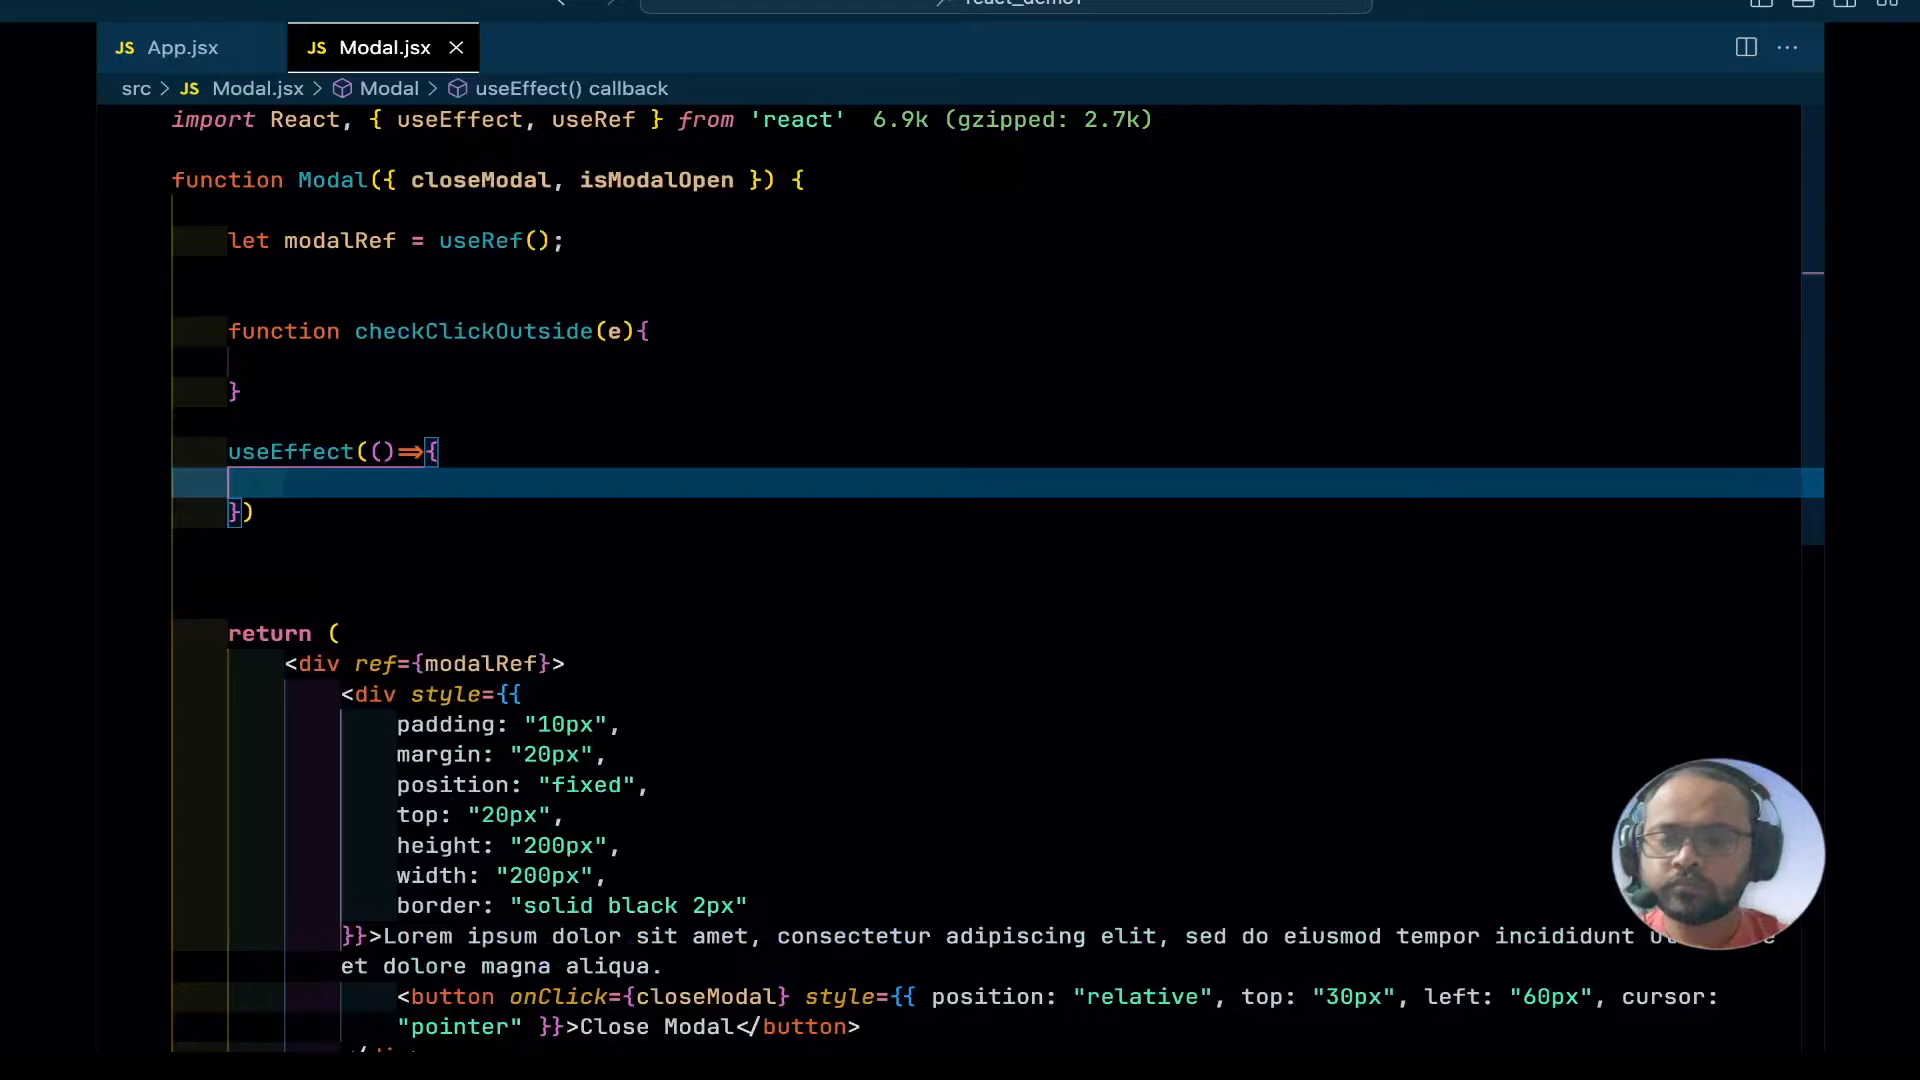 JS App.jsx JS Modal.jsx
src > JS Modal.jsx > Modal > useEffect() callback
import React, { useEffect, useRef } from 'react' 6.9k (gzipped: 2.7k)
function Modal({ closeModal, isModalOpen }) {
let modalRef = useRef();
function checkClickOutside(e){
}
useEffect(()=>{
})
return (
<div ref={modalRef}>
<div style={{
padding: "10px",
margin: "20px",
position: "fixed",
top: "20px",
height: "200px",
width: "200px",
border: "solid black 2px"
}}>Lorem ipsum dolor sit amet, consectetur adipiscing elit, sed do eiusmod tempor incididunt
et dolore magna aliqua.
<button onClick={closeModal} style={{ position: "relative", top: "30px", left: "60px", cursor:
"pointer" }}>Close Modal</button>